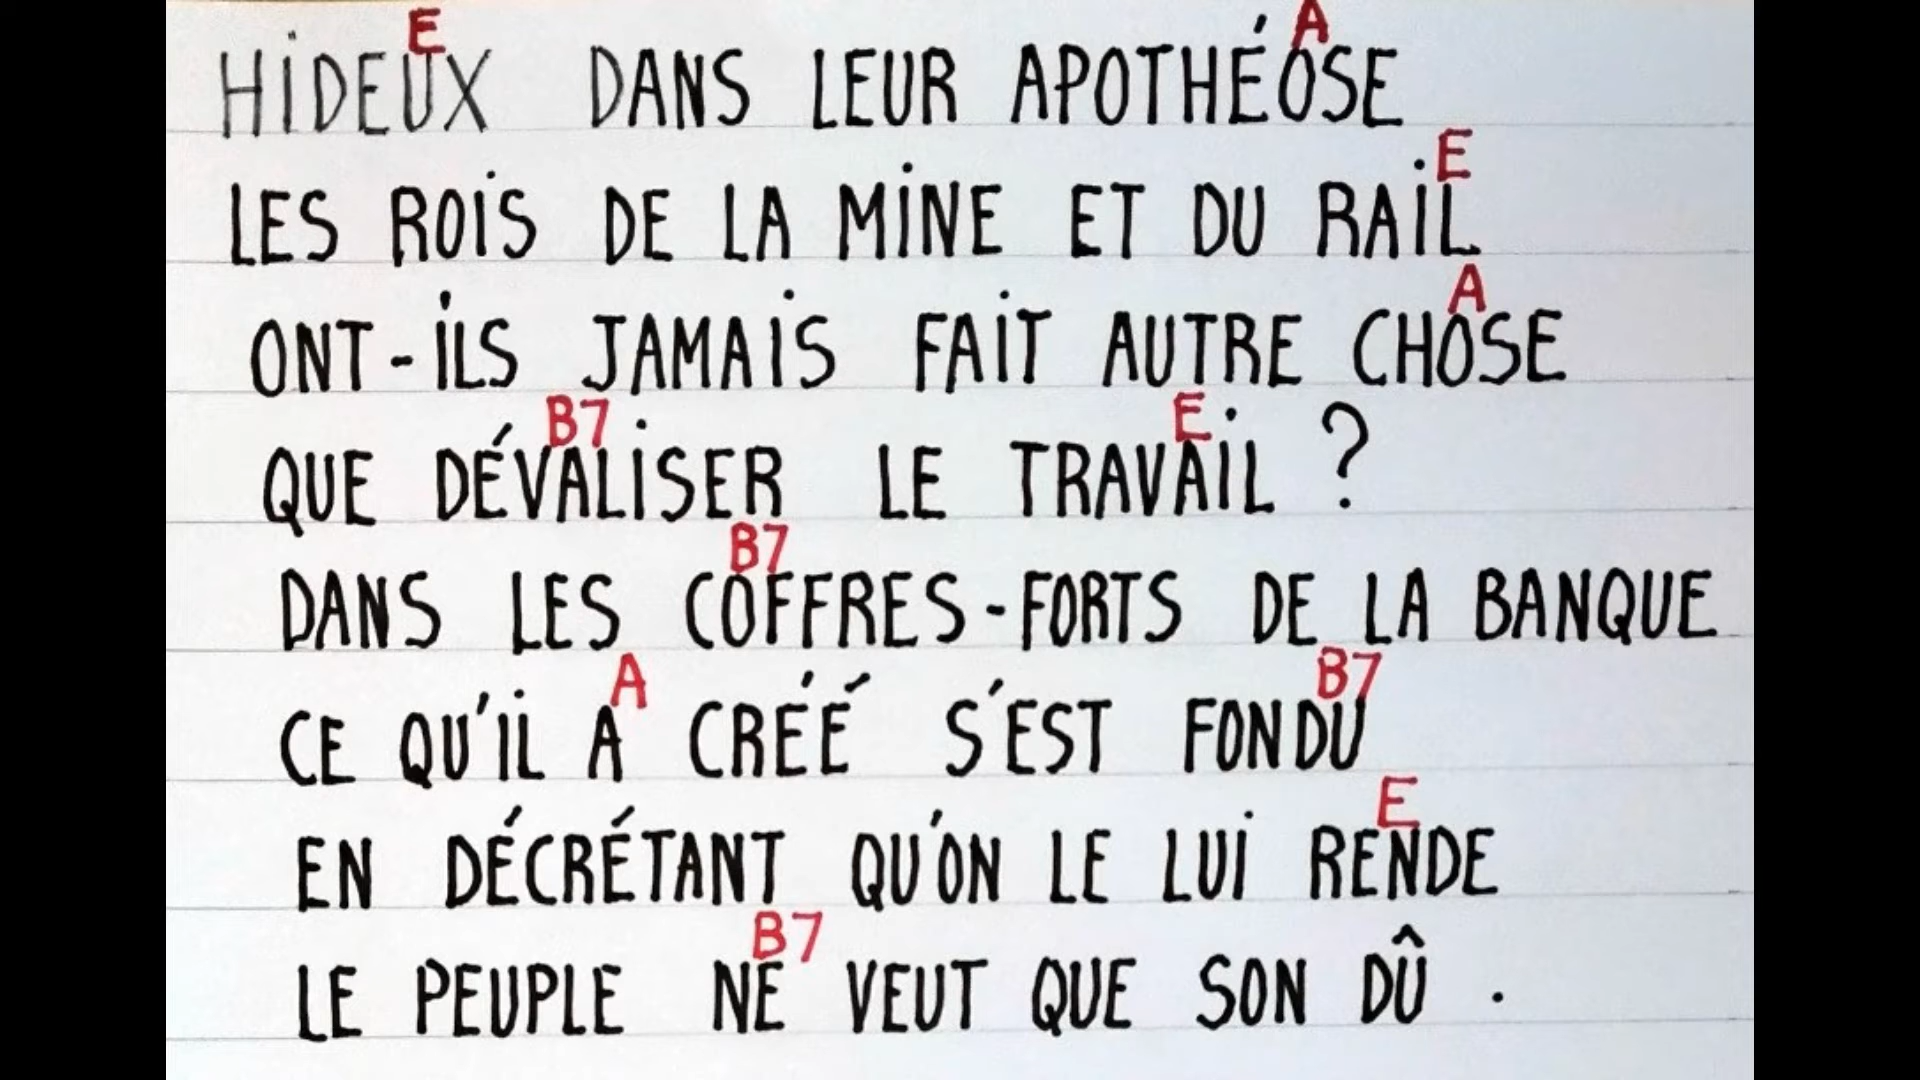 E A
HIDEUX DANS LEUR APOTHÉOSE
E
LES ROIS DE LA MINE ET DU RAIL
A
ONT-ILS JAMAIS FAIT AUTRE CHOSE
B7 E
QUE DÉVALISER LE TRAVAIL ?
B7
DANS LES COFFRES-FORTS DE LA BANQUE
A B7
CE QU'IL A CRÉÉ S'EST FONDU
E
EN DÉCRÉTANT QU'ON LE LUI RENDE
B7
LE PEUPLE NE VEUT QUE SON DÛ .